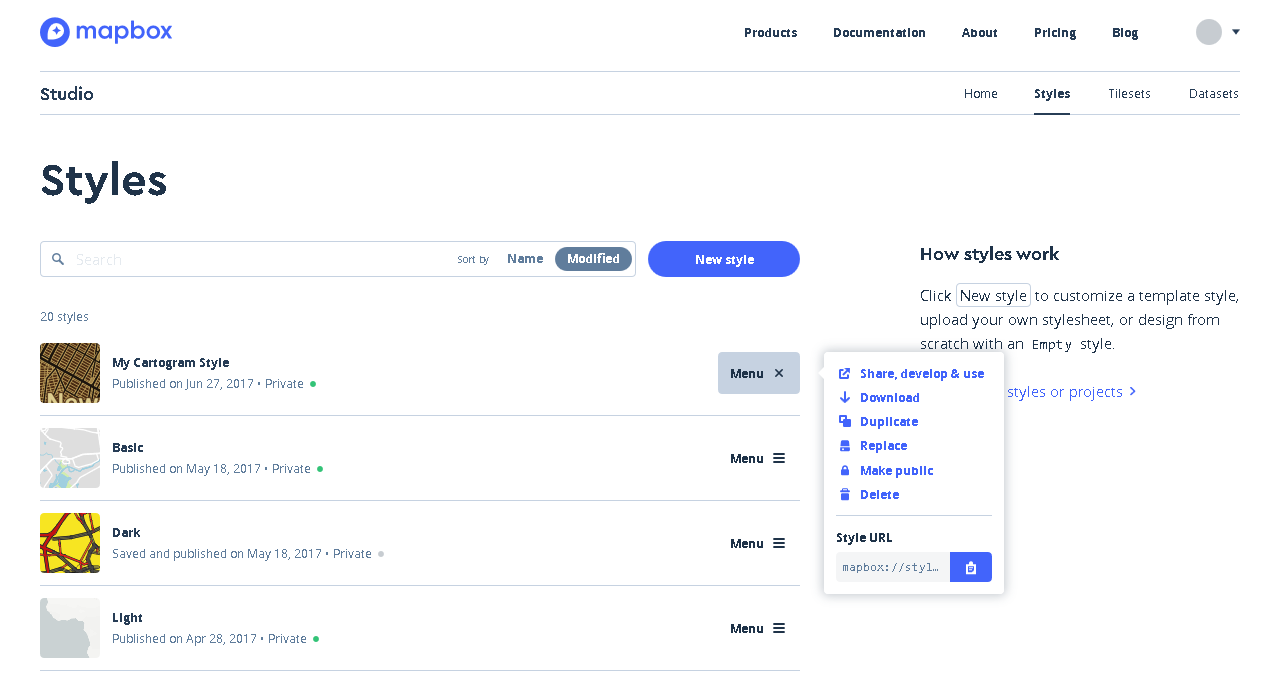 mapbox
Products Documentation About Pricing Blog
Studio
Home Styles Tilesets Datasets
Styles
Search
Sort by Name Modified
New style
20 styles
My Cartogram Style
Published on Jun 27, 2017 • Private
Menu
Basic
Published on May 18, 2017 • Private
Menu
Dark
Saved and published on May 18, 2017 • Private
Menu
Light
Published on Apr 28, 2017 • Private
Menu
Share, develop & use
Download
Duplicate
Replace
Make public
Delete
Style URL
mapbox://styl…
How styles work
Click New style to customize a template style,
upload your own stylesheet, or design from
scratch with an Empty style.
styles or projects